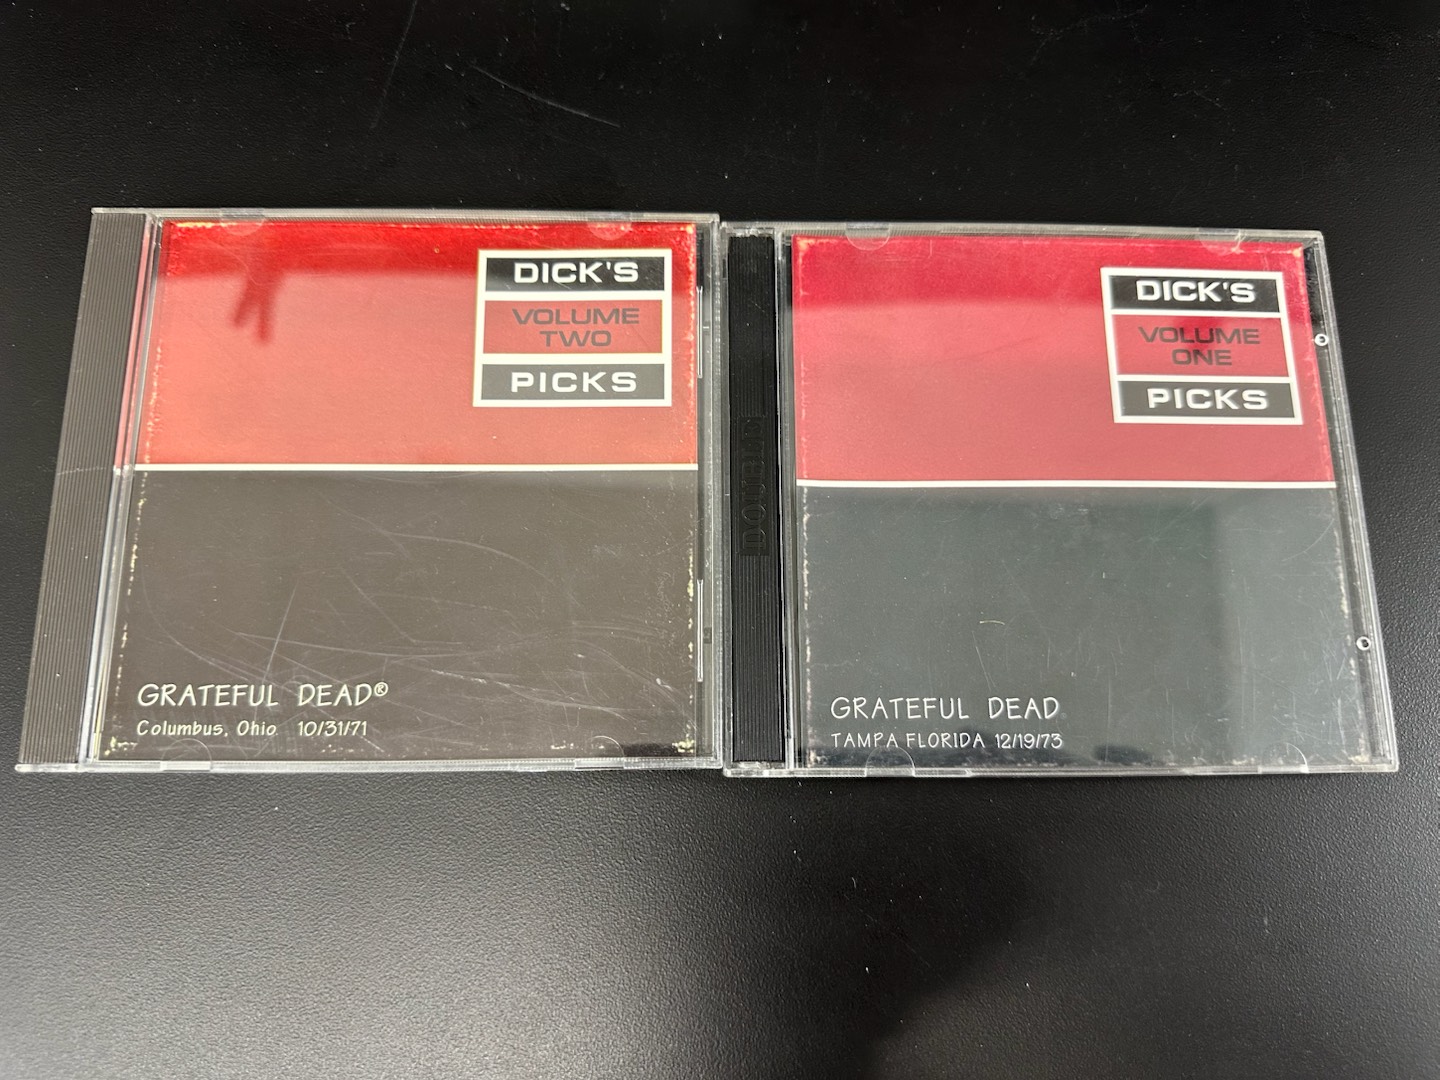 DICK'S
VOLUME
TWO
PICKS
GRATEFUL DEAD®
Columbus, Ohio 10/31/71
DOUBLE
DICK'S
VOLUME
ONE
PICKS
GRATEFUL DEAD
TAMPA FLORIDA 12/19/73